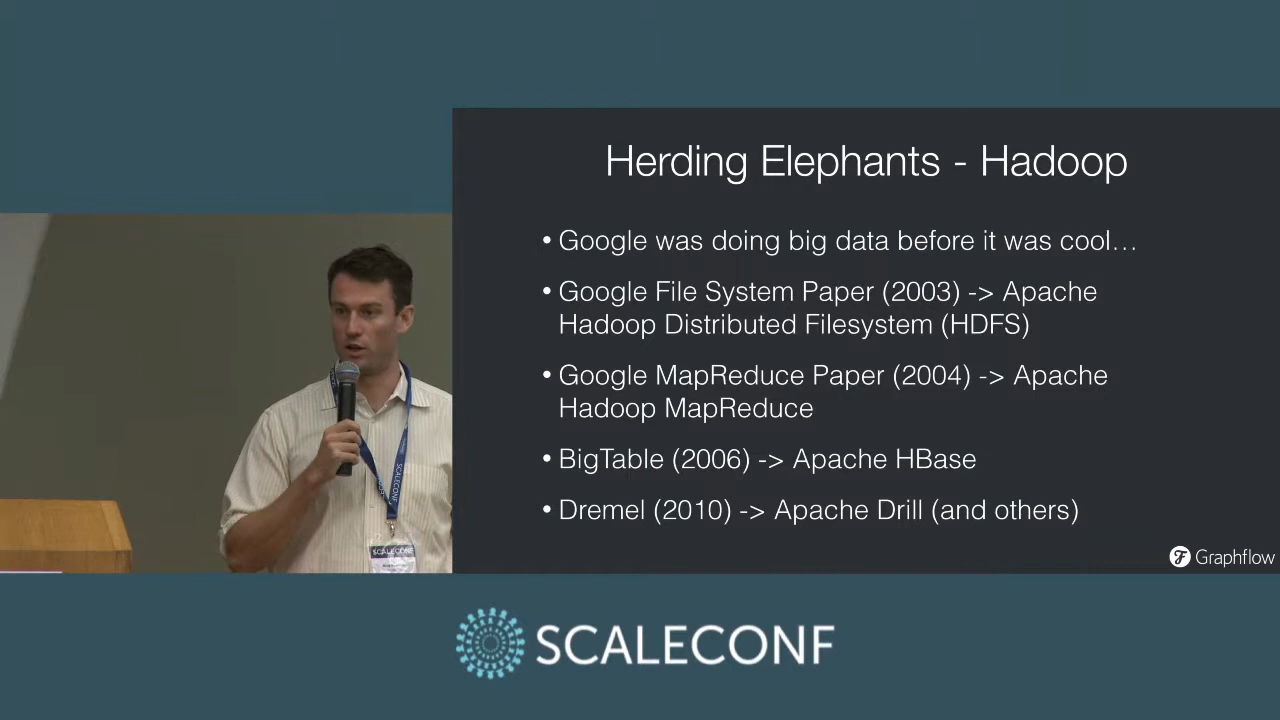 Herding Elephants - Hadoop
• Google was doing big data before it was cool…
• Google File System Paper (2003) -> Apache
Hadoop Distributed Filesystem (HDFS)
• Google MapReduce Paper (2004) -> Apache
Hadoop MapReduce
• BigTable (2006) -> Apache HBase
• Dremel (2010) -> Apache Drill (and others)
Graphflow
SCALECONF
SCALECONF
SCALECONF